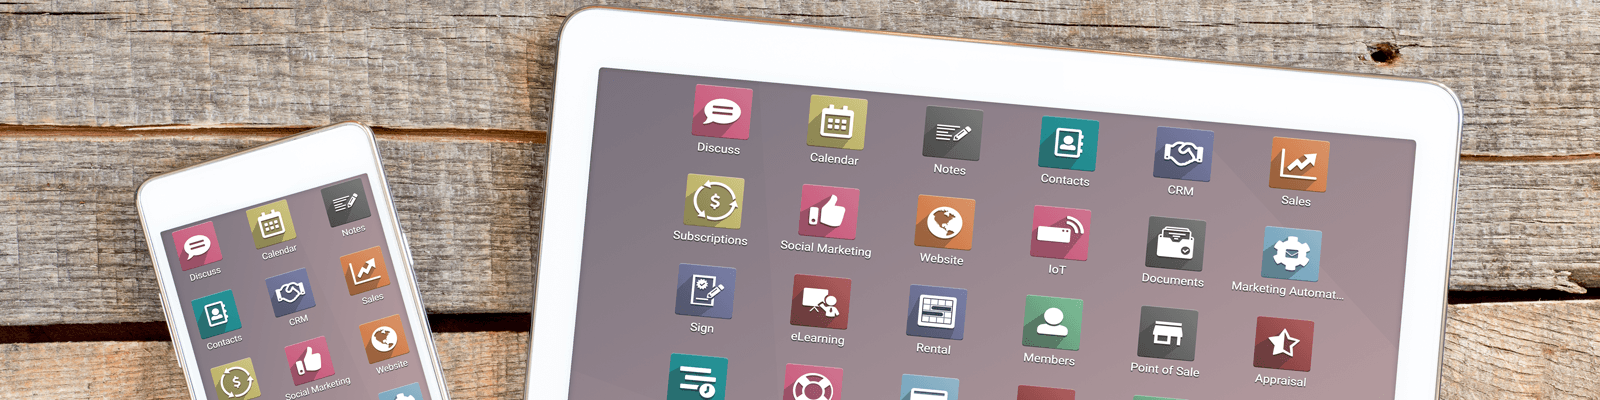 Discuss
Calendar
Notes
Contacts
CRM
Sales
Subscriptions
Social Marketing
Website
Discuss
Calendar
Notes
Contacts
CRM
Sales
Subscriptions
Social Marketing
Website
IoT
Documents
Marketing Automat...
Sign
eLearning
Rental
Members
Point of Sale
Appraisal